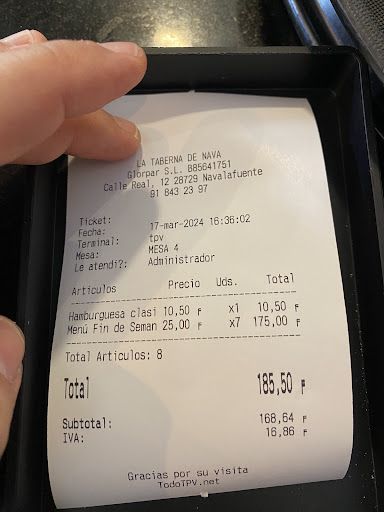 LA TABERNA DE NAVA
Glorpar S.L. B85641751
Calle Real, 12 28729 Navalafuente
91 843 23 97
Ticket:
Fecha: 17-mar-2024 16:36:02
Terminal: tpv
Mesa: MESA 4
Le atendi?: Administrador
Articulos Precio Uds. Total
Hamburguesa clasi 10,50 ₣ x1 10,50 ₣
Menú Fin de Seman 25,00 ₣ x7 175,00 ₣
Total Articulos: 8
Total 185,50 ₣
Subtotal: 168,64 ₣
IVA: 16,86 ₣
Gracias por su visita
TodoTPV.net